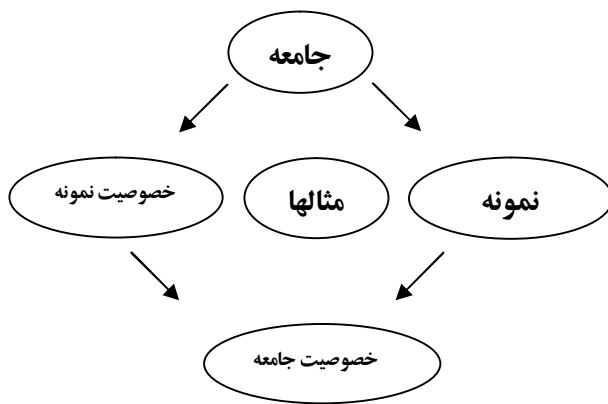 جامعه
نمونه
مثالها
خصوصیت نمونه
خصوصیت جامعه